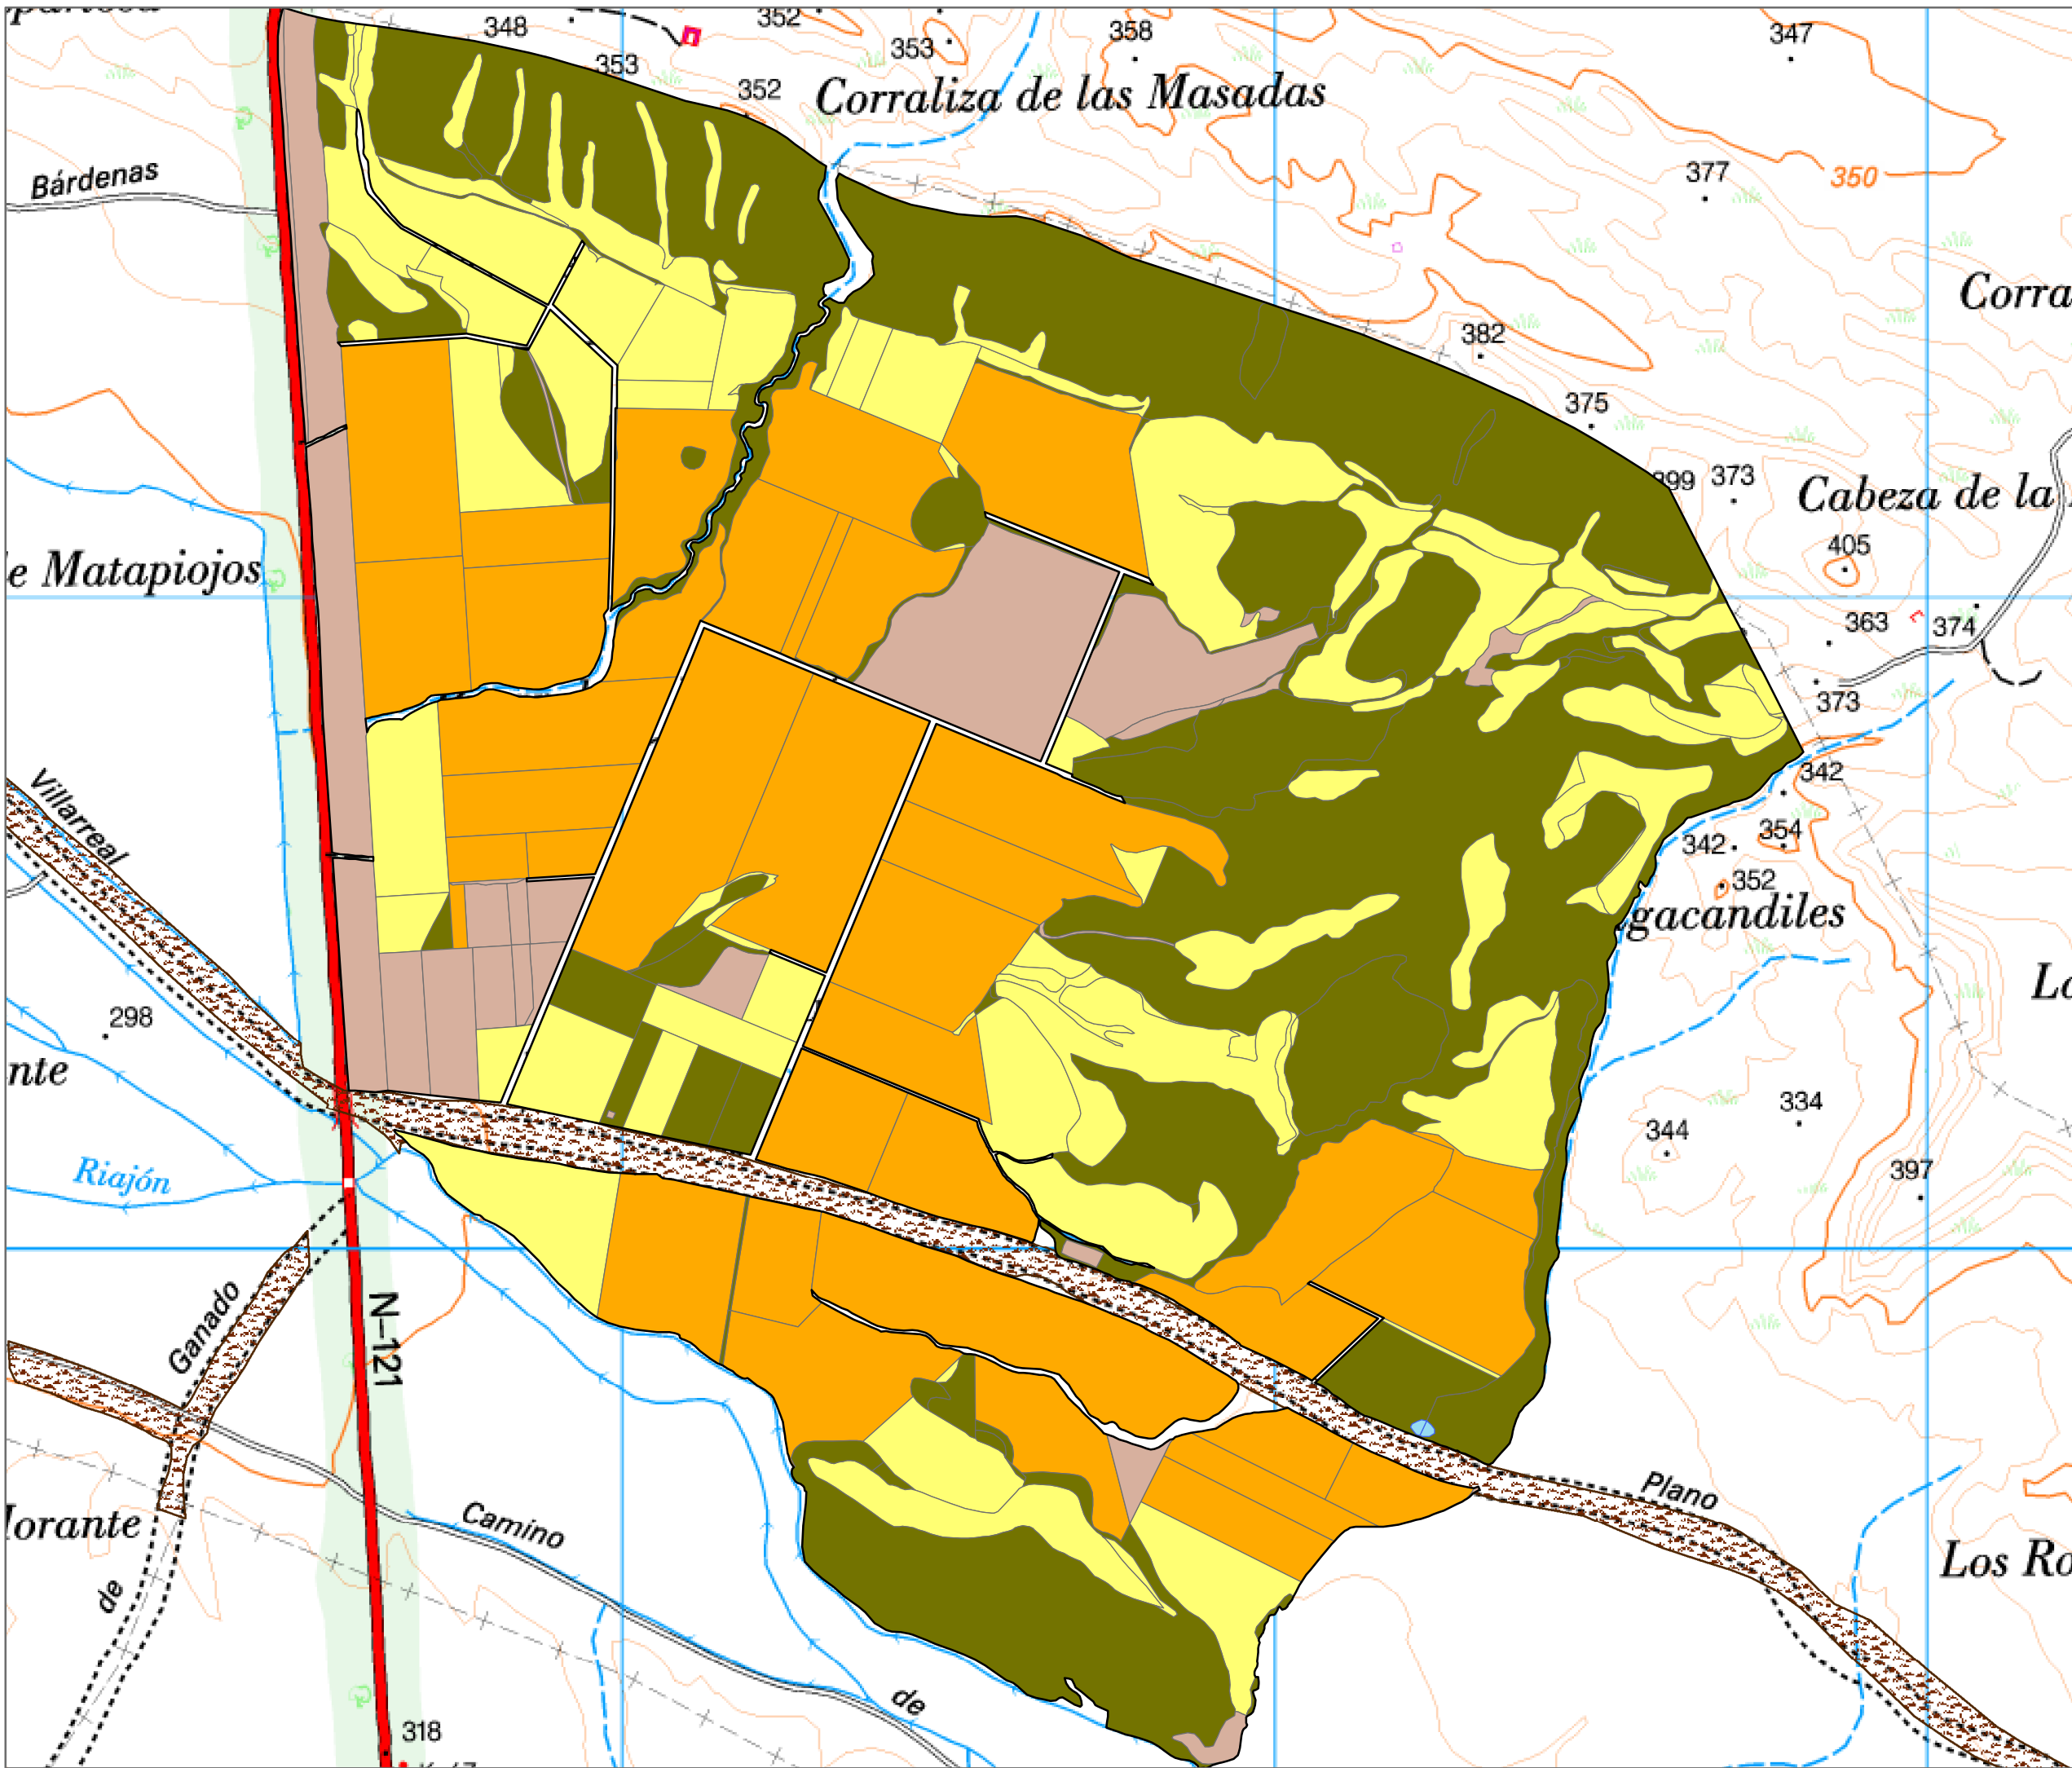 348
352
353
358
347
353
352
Corraliza de las Masadas
377
350
Bárdenas
Corra
382
375
399
373
Cabeza de la
405
e Matapiojos
363
374
373
342
Villarreal
354
342
352
gacandiles
298
334
344
nte
397
Riajón
Ganado
N-121
Plano
Camino
lorante
Los Ro
de
de
318